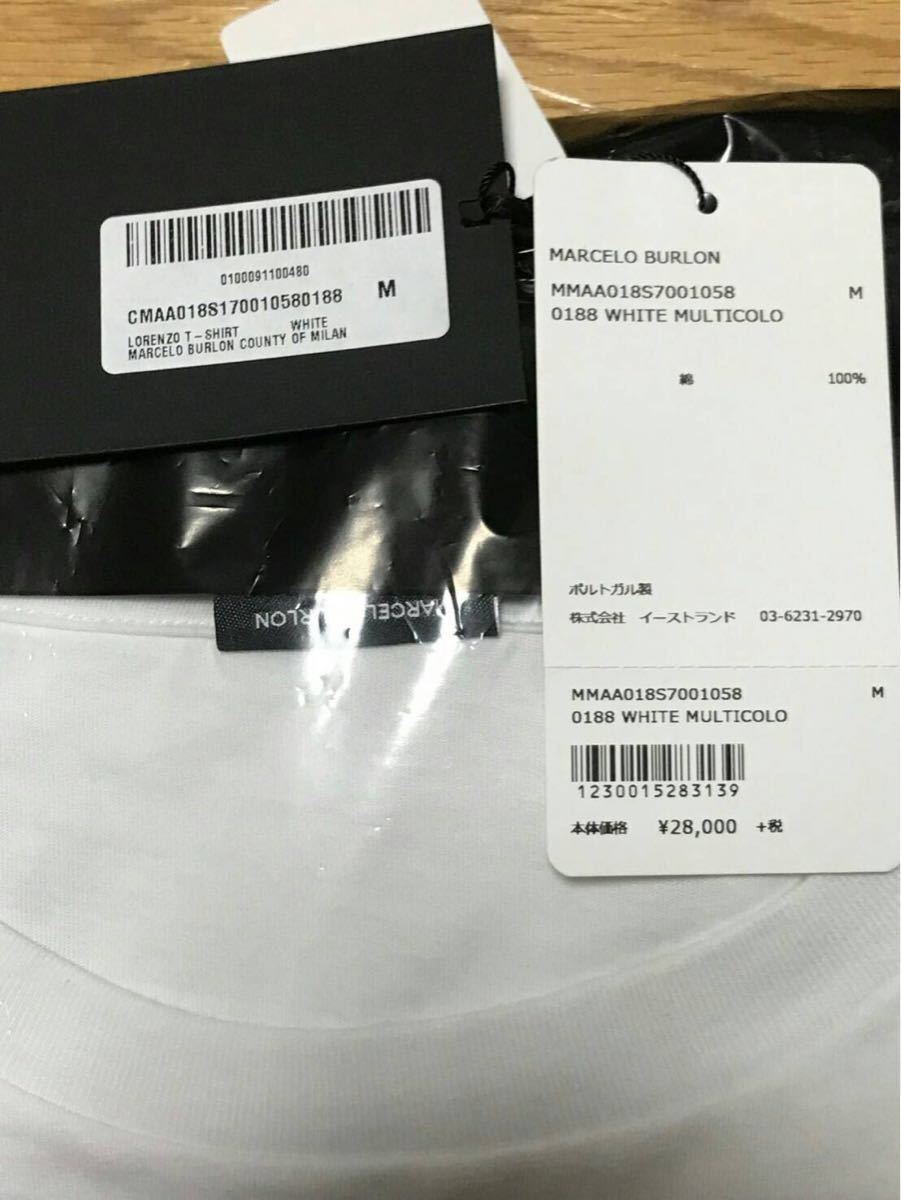 0100091100480
CMAA018S170010580188 M
LORENZO T-SHIRT WHITE
MARCELO BURLON COUNTY OF MILAN
MARCELO BURLON
MMAA018S7001058 M
0188 WHITE MULTICOLO
綿 100%
ポルトガル製
株式会社 イーストランド 03-6231-2970
MMAA018S7001058 M
0188 WHITE MULTICOLO
1230015283139
本体価格 ¥28,000 +税
MARCELO BURLON